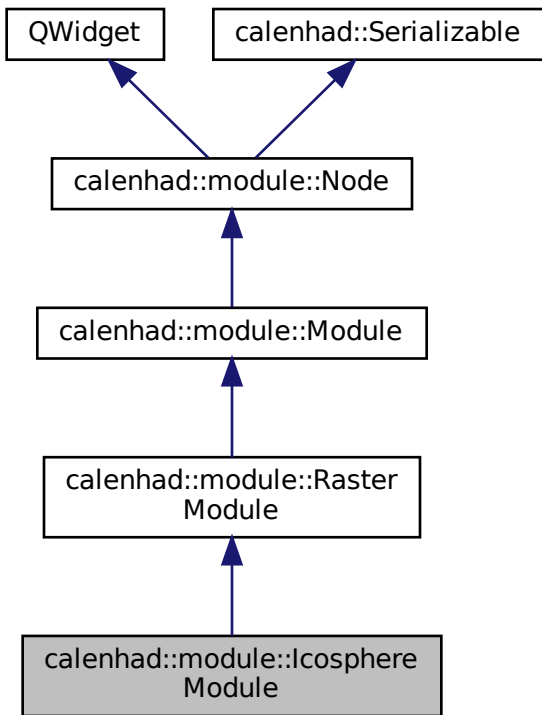 QWidget
calenhad::Serializable
calenhad::module::Node
calenhad::module::Module
calenhad::module::Raster
Module
calenhad::module::Icosphere
Module